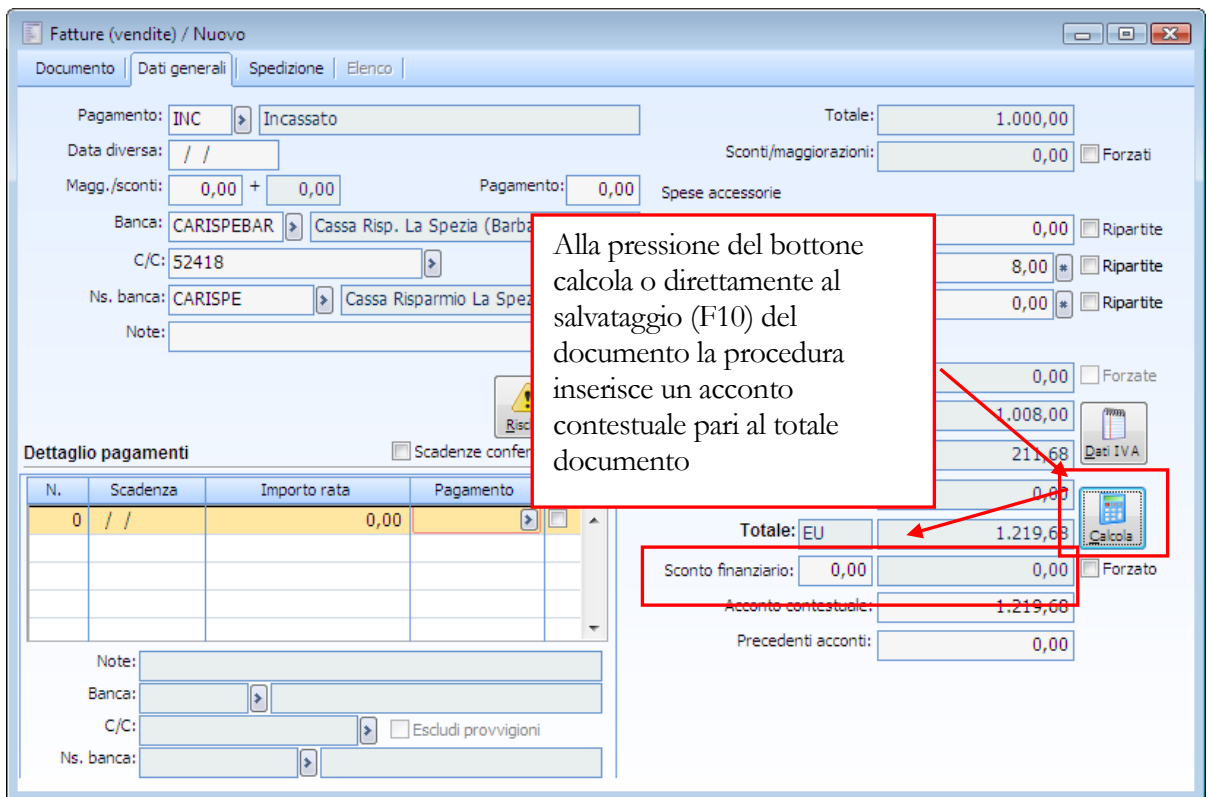 Fatture (vendite) / Nuovo
Documento Dati generali Spedizione Elenco
Pagamento: INC Incassato
Data diversa: / /
Magg./sconti: 0,00 + 0,00 Pagamento: 0,00
Banca: CARISPEBAR Cassa Risp. La Spezia (Barba
C/C: 52418
Ns. banca: CARISPE Cassa Risparmio La Spez
Note:
Totale: 1.000,00
Sconti/maggiorazioni: 0,00 Forzati
Spese accessorie
0,00 Ripartite
8,00 * Ripartite
0,00 * Ripartite
0,00 Forzate
1.008,00
211,68 Dati IVA
0,00
Calcola
Totale: EU 1.219,68
Sconto finanziario: 0,00 0,00 Forzato
Acconto contestuale: 1.219,68
Precedenti acconti: 0,00
Alla pressione del bottone
calcola o direttamente al
salvataggio (F10) del
documento la procedura
inserisce un acconto
contestuale pari al totale
documento
Risc
Dettaglio pagamenti Scadenze confer
N. Scadenza Importo rata Pagamento
0 / / 0,00
Note:
Banca:
C/C: Escludi provvigioni
Ns. banca: